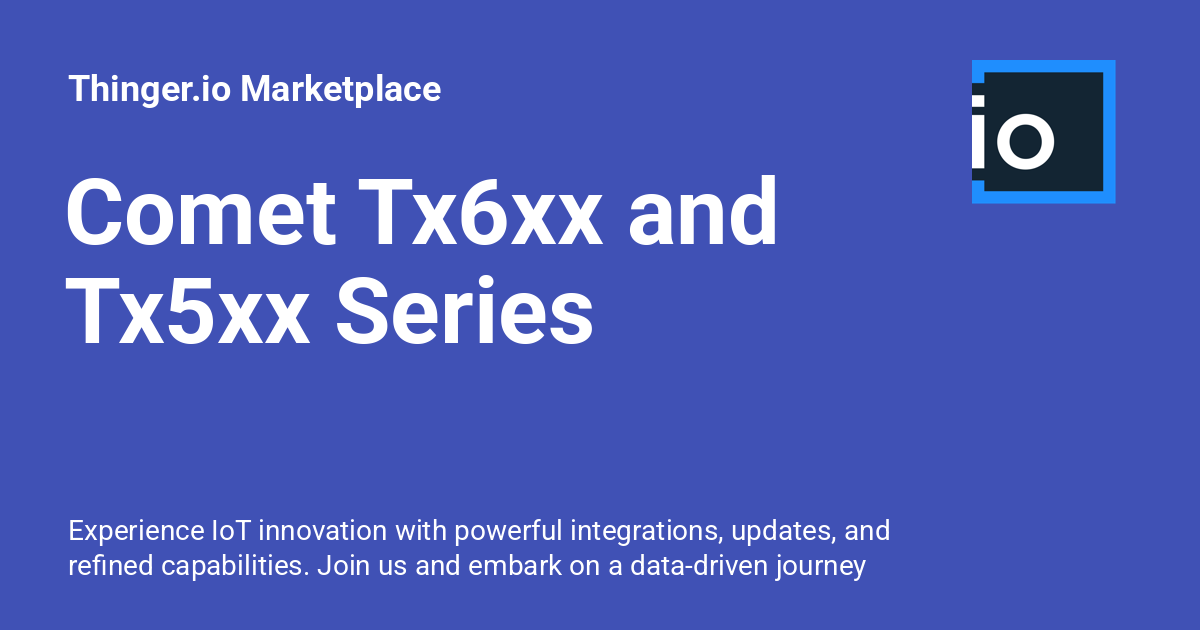 Thinger.io Marketplace
io
Comet Tx6xx and
Tx5xx Series
Experience IoT innovation with powerful integrations, updates, and
refined capabilities. Join us and embark on a data-driven journey